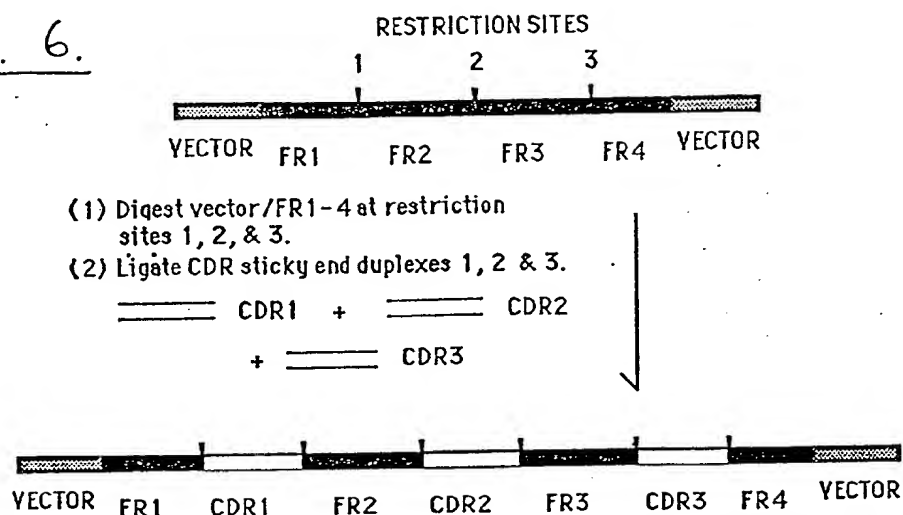 . 6.
RESTRICTION SITES
1 2 3
VECTOR FR1 FR2 FR3 FR4 VECTOR
(1) Digest vector/FR1-4 at restriction
sites 1, 2, & 3.
(2) Ligate CDR sticky end duplexes 1, 2 & 3.
CDR1 + CDR2
+ CDR3
VECTOR FR1 CDR1 FR2 CDR2 FR3 CDR3 FR4 VECTOR